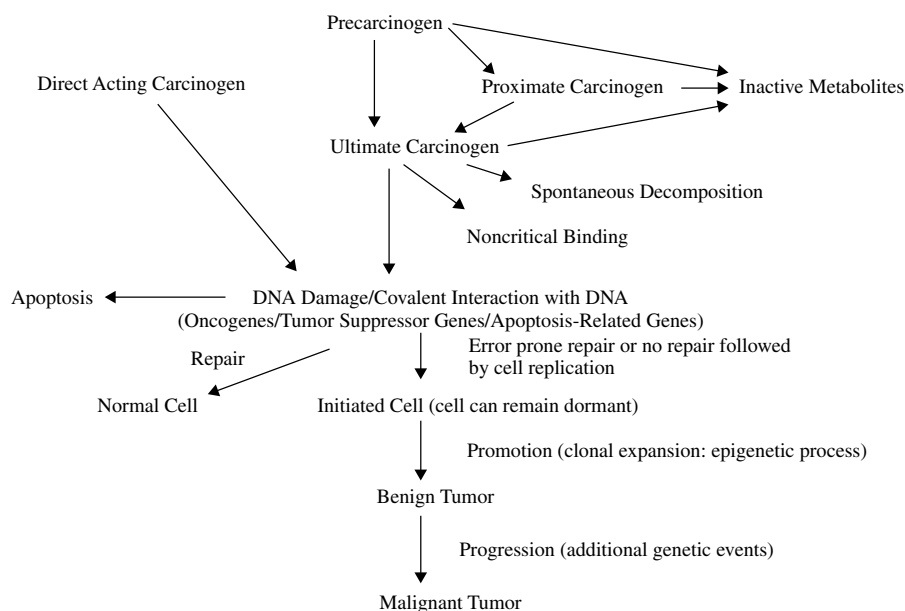 Precarcinogen
Direct Acting Carcinogen
Proximate Carcinogen
Inactive Metabolites
Ultimate Carcinogen
Spontaneous Decomposition
Noncritical Binding
Apoptosis
DNA Damage/Covalent Interaction with DNA
(Oncogenes/Tumor Suppressor Genes/Apoptosis-Related Genes)
Repair
Error prone repair or no repair followed
by cell replication
Normal Cell
Initiated Cell (cell can remain dormant)
Promotion (clonal expansion: epigenetic process)
Benign Tumor
Progression (additional genetic events)
Malignant Tumor